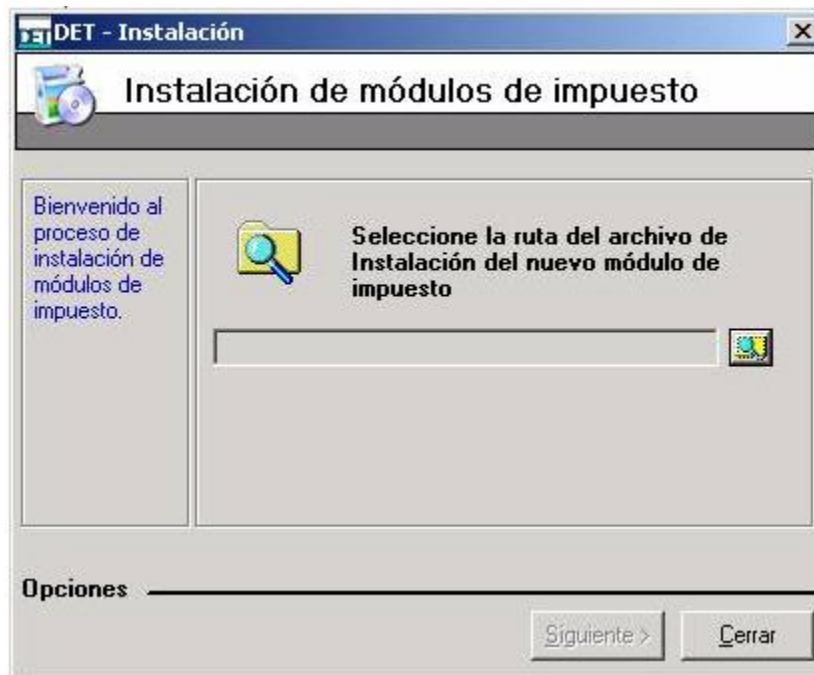 DET DET - Instalación
Instalación de módulos de impuesto
Bienvenido al
proceso de
instalación de
módulos de
impuesto.
Seleccione la ruta del archivo de
Instalación del nuevo módulo de
impuesto
Opciones
Siguiente >
Cerrar